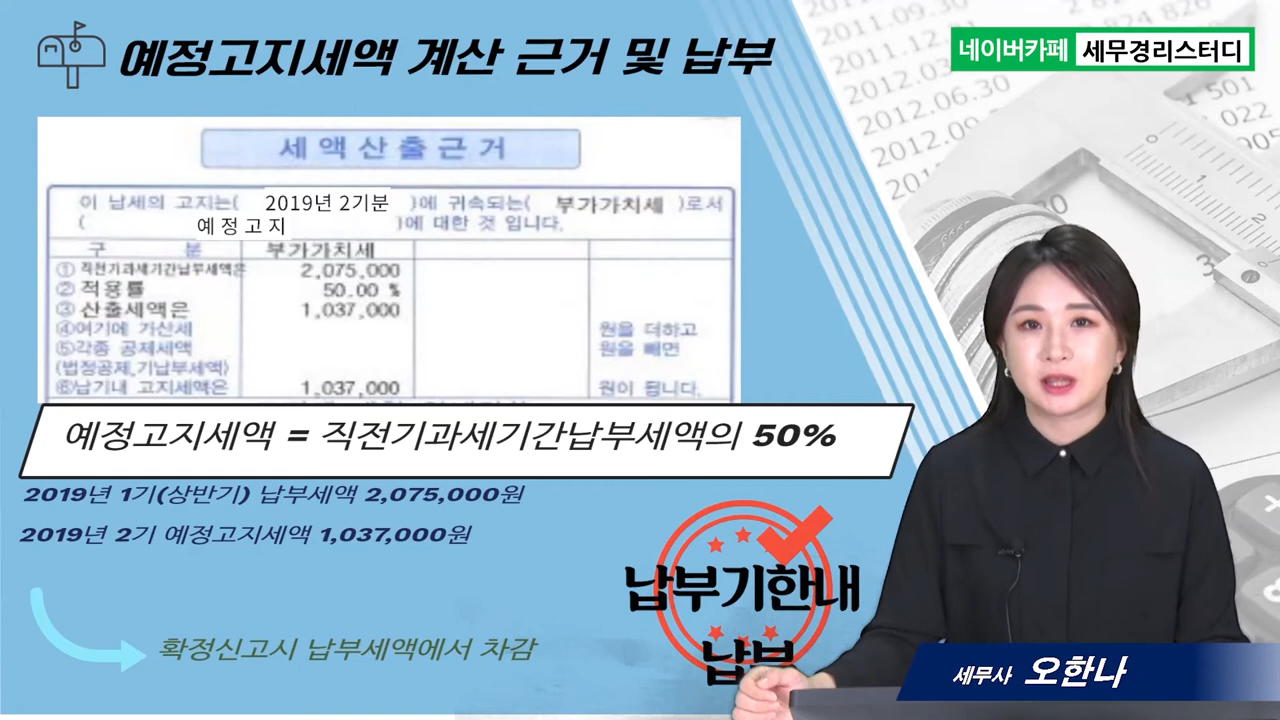 예정고지세액 계산 근거 및 납부
네이버카페 세무경리스터디
2011.09.30
2012.06.30
세액산출근거
이 납세의 고지는( 2019년 2기분 )에 귀속되는( 부가가치세 )로서
( 예정고지 )에 대한 것 입니다.
구 분 부가가치세
① 직전기과세기간납부세액은 2,075,000
② 적용률 50.00 %
③ 산출세액은 1,037,000
④여기에 가산세 원을 더하고
⑤각종 공제세액 원을 빼면
(법정공제,기납부세액)
⑥납기내 고지세액은 1,037,000 원이 됩니다.
예정고지세액 = 직전기과세기간납부세액의 50%
2019년 1기(상반기) 납부세액 2,075,000원
2019년 2기 예정고지세액 1,037,000원
확정신고시 납부세액에서 차감
납부기한내
납부
세무사 오한나